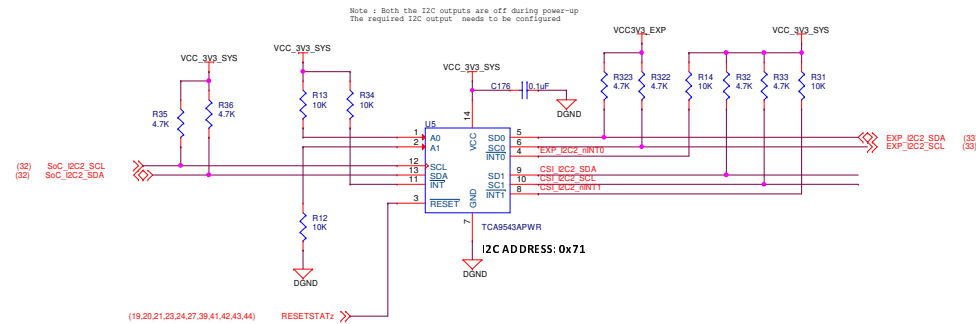 Note : Both the I2C outputs are off during power-up
The required I2C output needs to be configured
VCC_3V3_SYS
VCC_3V3_SYS
VCC_3V3_SYS
VCC3V3_EXP
VCC_3V3_SYS
R35
4.7K
R36
4.7K
R13
10K
R34
10K
C176
0.1uF
DGND
R323
4.7K
R322
4.7K
R14
10K
R32
4.7K
R33
4.7K
R31
10K
U5
14
VCC
1
A0
2
A1
12
SCL
13
SDA
11
INT
3
RESET
GND
7
SD0
5
SC0
6
INT0
4
EXP_I2C2_nINT0
SD1
9
CSI_I2C2_SDA
SC1
10
CSI_I2C2_SCL
INT1
8
CSI_I2C2_nINT1
EXP_I2C2_SDA (33)
EXP_I2C2_SCL (33)
(32) SoC_I2C2_SCL
(32) SoC_I2C2_SDA
R12
10K
DGND
TCA9543APWR
I2C ADDRESS: 0x71
DGND
(19,20,21,23,24,27,39,41,42,43,44) RESETSTATz